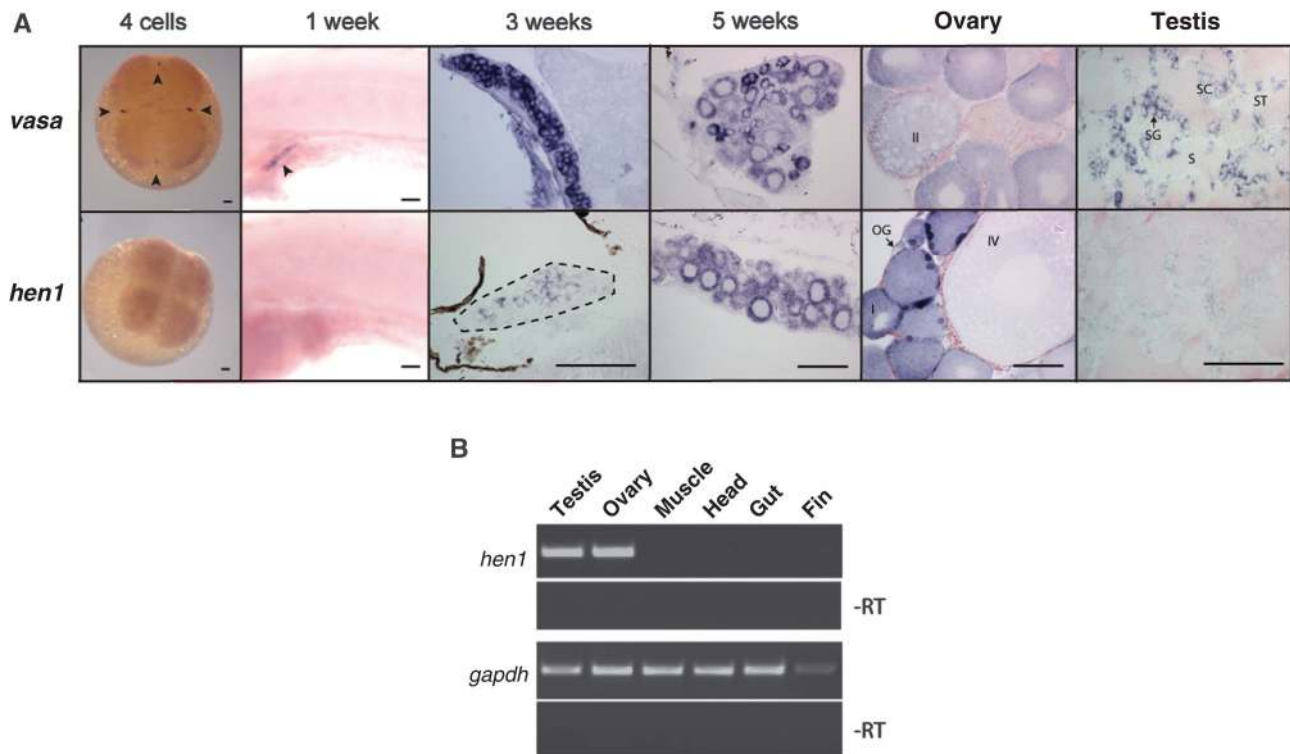 A
4 cells
1 week
3 weeks
5 weeks
Ovary
Testis
vasa
II
SC
ST
SG
S
hen1
OG
IV
I
B
Testis
Ovary
Muscle
Head
Gut
Fin
hen1
-RT
gapdh
-RT